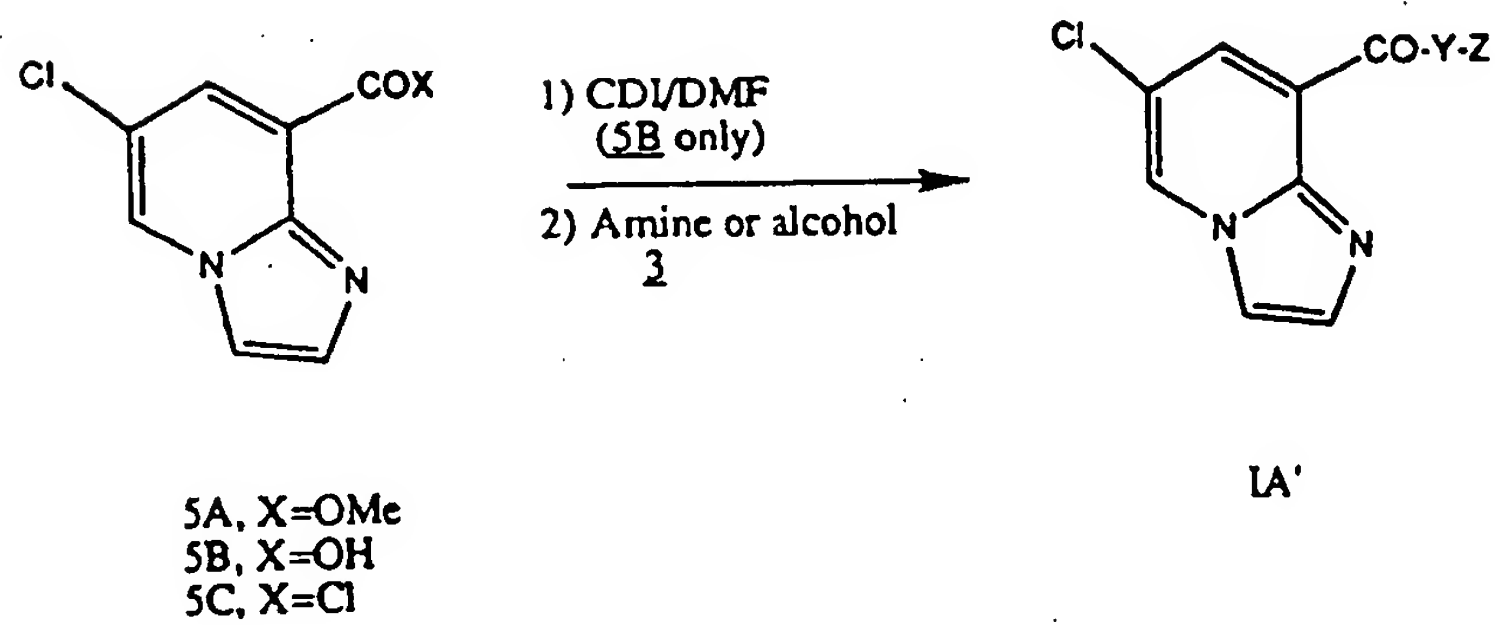 Cl
COX
N
N
1) CDI/DMF
(5B only)
2) Amine or alcohol
3
Cl
CO-Y-Z
N
N
5A, X=OMe
5B, X=OH
5C, X=Cl
IA'